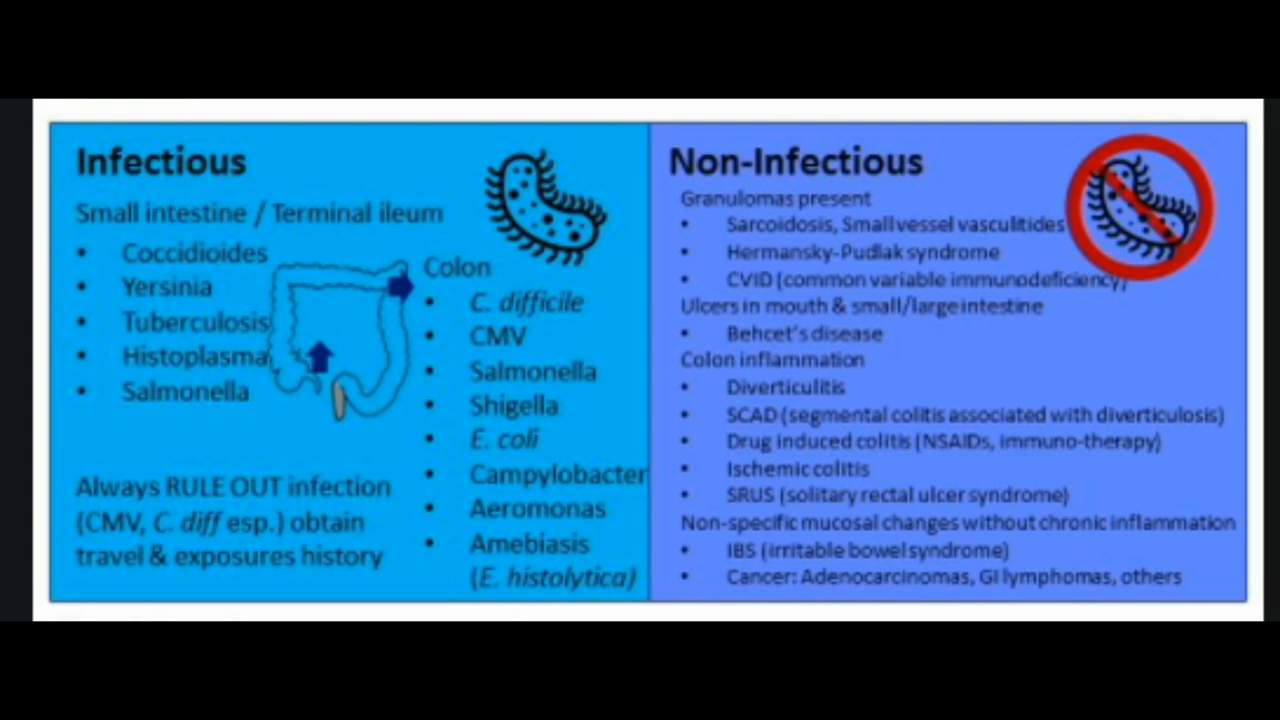 Infectious
Small intestine / Terminal ileum
• Coccidioides
• Yersinia
• Tuberculosis
• Histoplasma
• Salmonella
Always RULE OUT infection
(CMV, C. diff esp.) obtain
travel & exposures history
Colon
• C. difficile
• CMV
• Salmonella
• Shigella
• E. coli
• Campylobacter
• Aeromonas
• Amebiasis
(E. histolytica)
Non-Infectious
Granulomas present
• Sarcoidosis, Small vessel vasculitides
• Hermansky-Pudlak syndrome
• CVID (common variable immunodeficiency)
Ulcers in mouth & small/large intestine
• Behcet's disease
Colon inflammation
• Diverticulitis
• SCAD (segmental colitis associated with diverticulosis)
• Drug induced colitis (NSAIDs, immuno-therapy)
• Ischemic colitis
• SRUS (solitary rectal ulcer syndrome)
Non-specific mucosal changes without chronic inflammation
• IBS (irritable bowel syndrome)
• Cancer: Adenocarcinomas, GI lymphomas, others